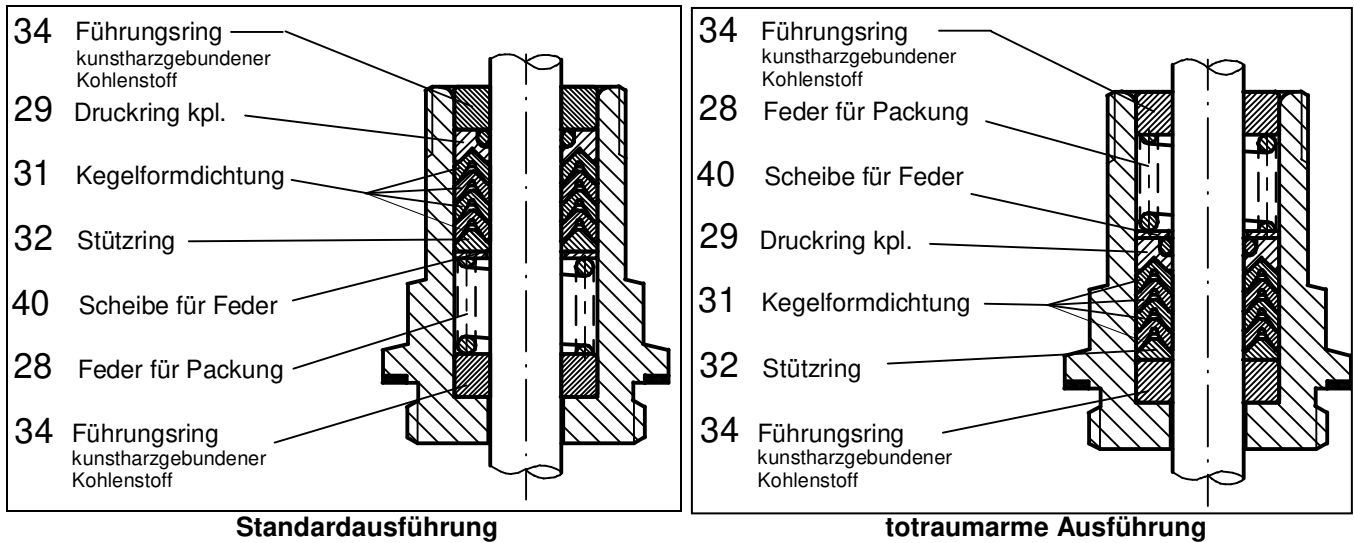 34 Führungsring
kunstharzgebundener
Kohlenstoff
29 Druckring kpl.
31 Kegelformdichtung
32 Stützring
40 Scheibe für Feder
28 Feder für Packung
34 Führungsring
kunstharzgebundener
Kohlenstoff
Standardausführung
34 Führungsring
kunstharzgebundener
Kohlenstoff
28 Feder für Packung
40 Scheibe für Feder
29 Druckring kpl.
31 Kegelformdichtung
32 Stützring
34 Führungsring
kunstharzgebundener
Kohlenstoff
totraumarme Ausführung